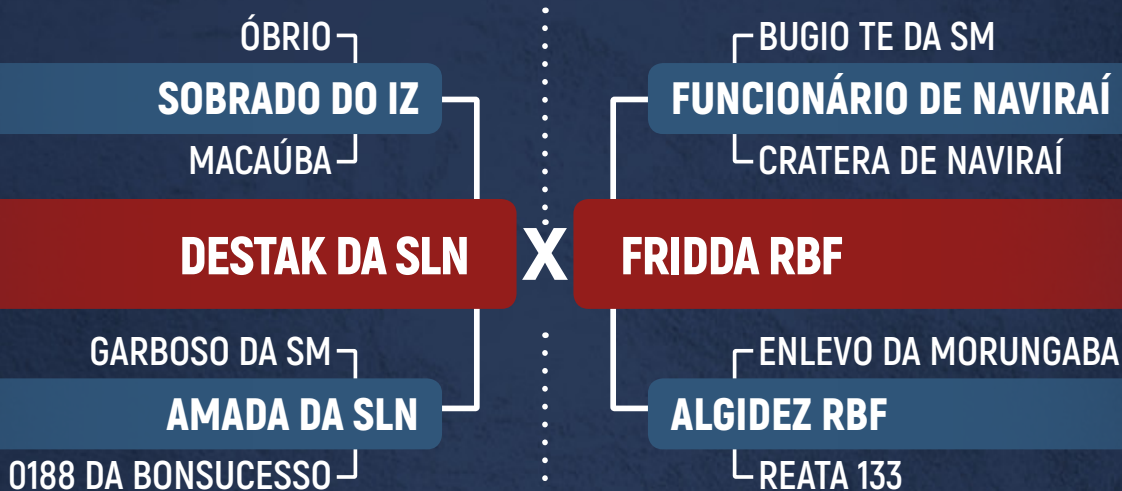 ÓBRIO
SOBRADO DO IZ
MACAÚBA
DESTAK DA SLN
GARBOSO DA SM
AMADA DA SLN
0188 DA BONSUCESSO
X
BUGIO TE DA SM
FUNCIONÁRIO DE NAVIRAÍ
CRATERA DE NAVIRAÍ
FRIDDA RBF
ENLEVO DA MORUNGABA
ALGIDEZ RBF
REATA 133